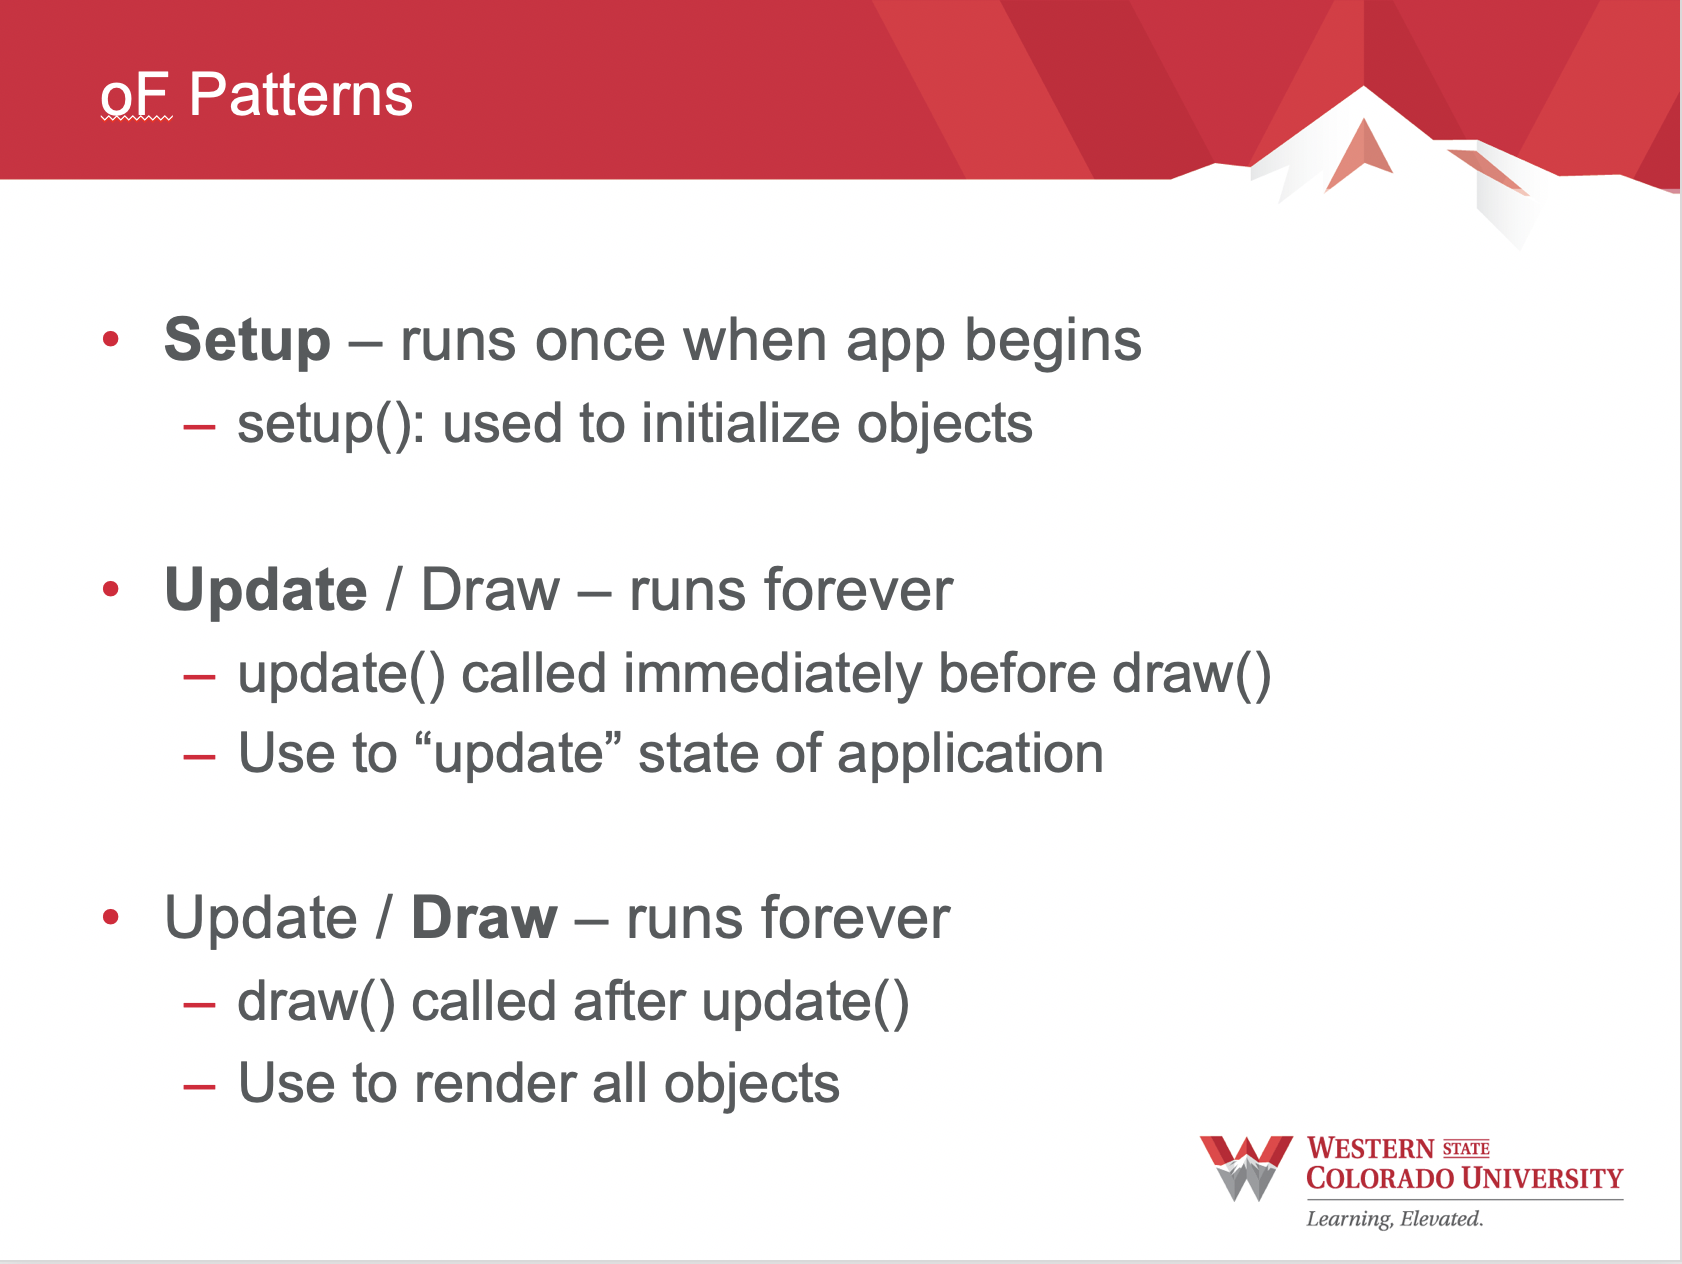 oF Patterns
• Setup – runs once when app begins
– setup(): used to initialize objects
• Update / Draw – runs forever
– update() called immediately before draw()
– Use to “update” state of application
• Update / Draw – runs forever
– draw() called after update()
– Use to render all objects
WESTERN STATE
COLORADO UNIVERSITY
Learning, Elevated.